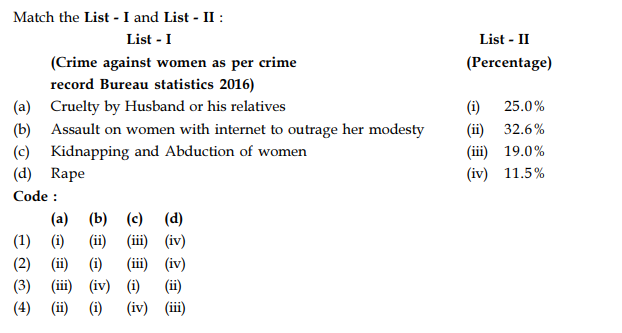 Match the List - I and List - II :
List - I List - II
(Crime against women as per crime (Percentage)
record Bureau statistics 2016)
(a) Cruelty by Husband or his relatives (i) 25.0%
(b) Assault on women with internet to outrage her modesty (ii) 32.6%
(c) Kidnapping and Abduction of women (iii) 19.0%
(d) Rape (iv) 11.5%
Code :
(a) (b) (c) (d)
(1) (i) (ii) (iii) (iv)
(2) (ii) (i) (iii) (iv)
(3) (iii) (iv) (i) (ii)
(4) (ii) (i) (iv) (iii)